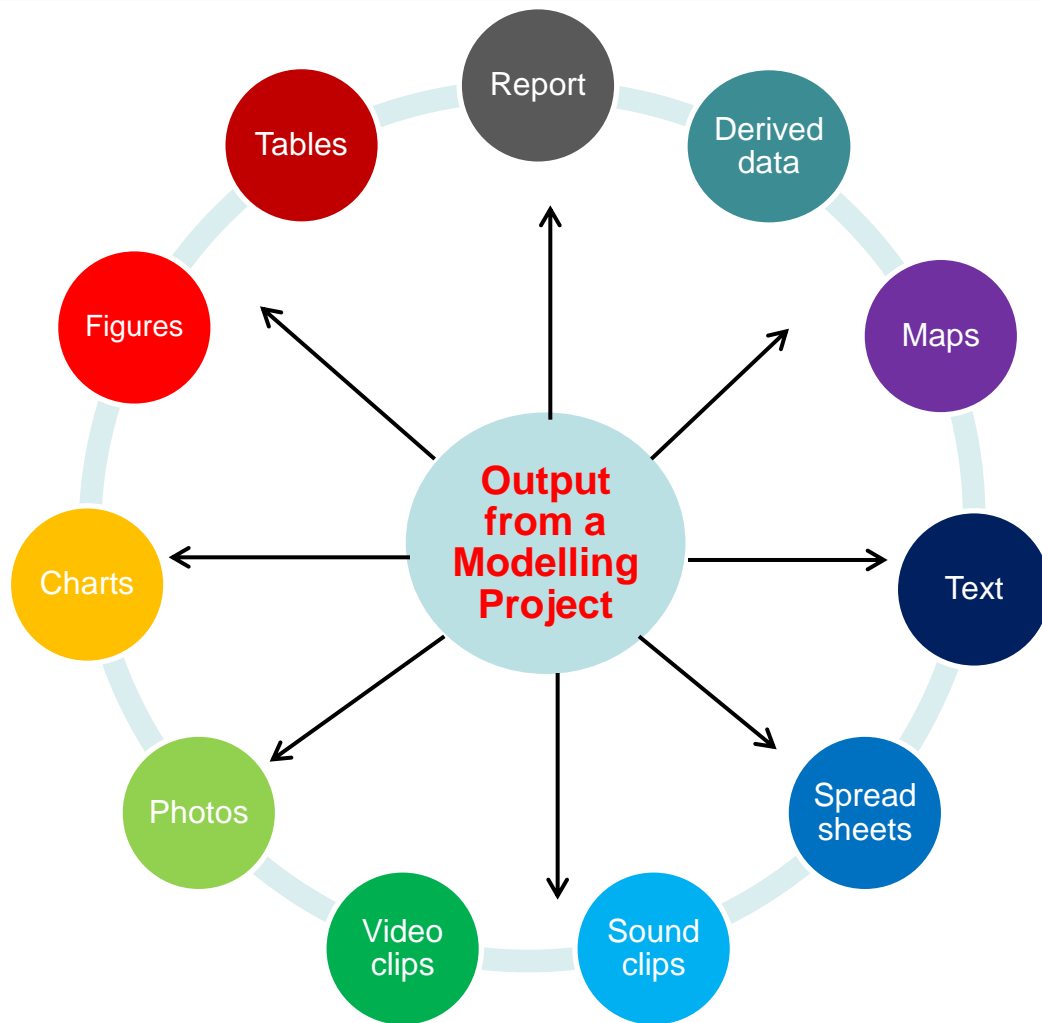 Report
Derived
data
Maps
Text
Spread
sheets
Sound
clips
Video
clips
Photos
Charts
Figures
Tables
Output
from a
Modelling
Project